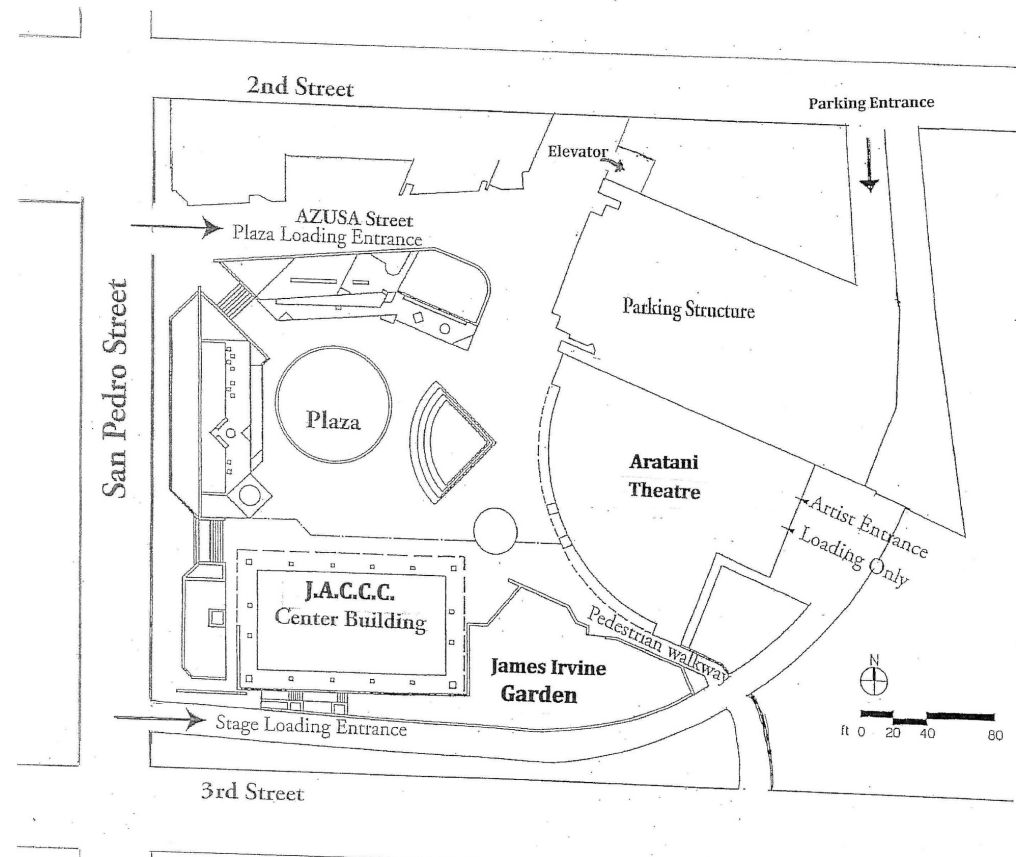 2nd Street
Parking Entrance
Elevator
AZUSA Street
Plaza Loading Entrance
San Pedro Street
Parking Structure
Plaza
Aratani
Theatre
Artist Entrance
Loading Only
J.A.C.C.C.
Center Building
Pedestrian walkway
James Irvine
Garden
N
Stage Loading Entrance
ft 0 20 40 80
3rd Street